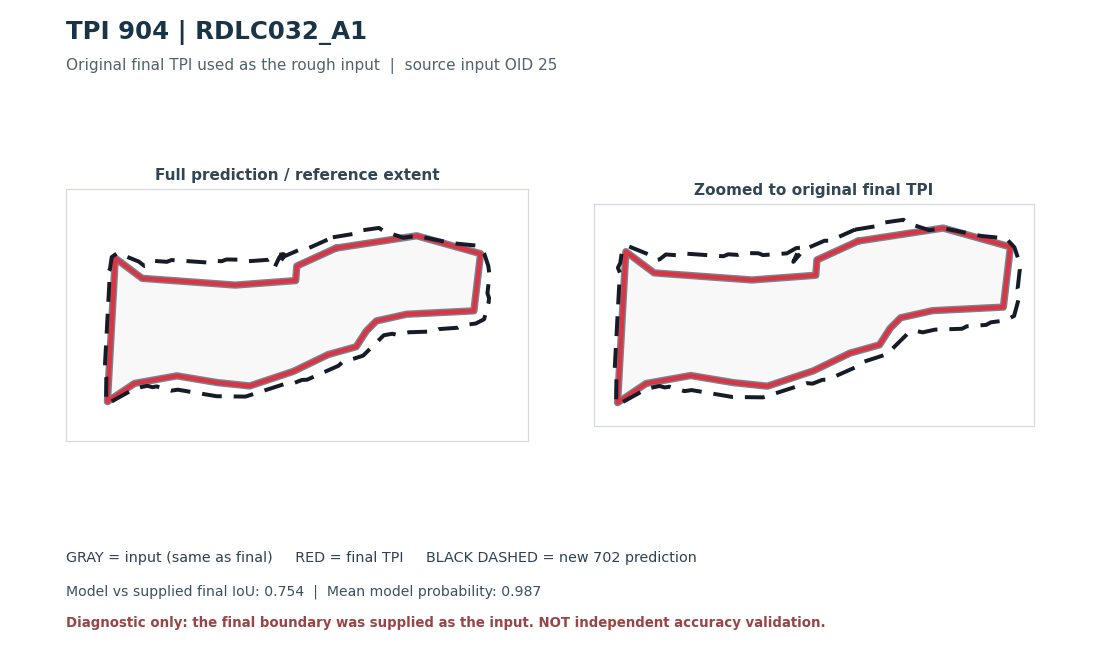 TPI 904 | RDLC032_A1
Original final TPI used as the rough input | source input OID 25
Full prediction / reference extent
Zoomed to original final TPI
GRAY = input (same as final) RED = final TPI BLACK DASHED = new 702 prediction
Model vs supplied final IoU: 0.754 | Mean model probability: 0.987
Diagnostic only: the final boundary was supplied as the input. NOT independent accuracy validation.